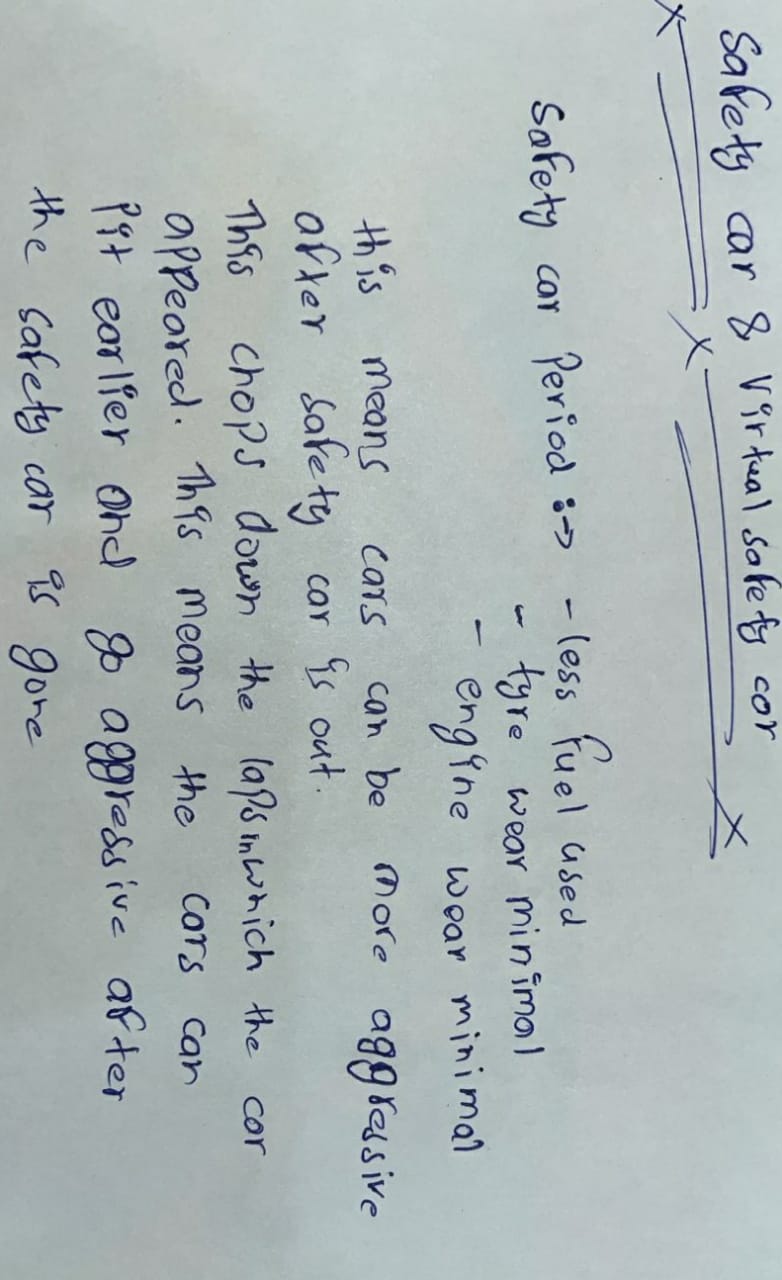 Safety car & Virtual safety car
Safety car Period :-> - less fuel used
- tyre wear minimal
- engine wear minimal
this means cars can be more aggressive
after safety car is out.
This chops down the laps in which the car
appeared. This means the cars can
Pit earlier and go aggressive after
the safety car is gone